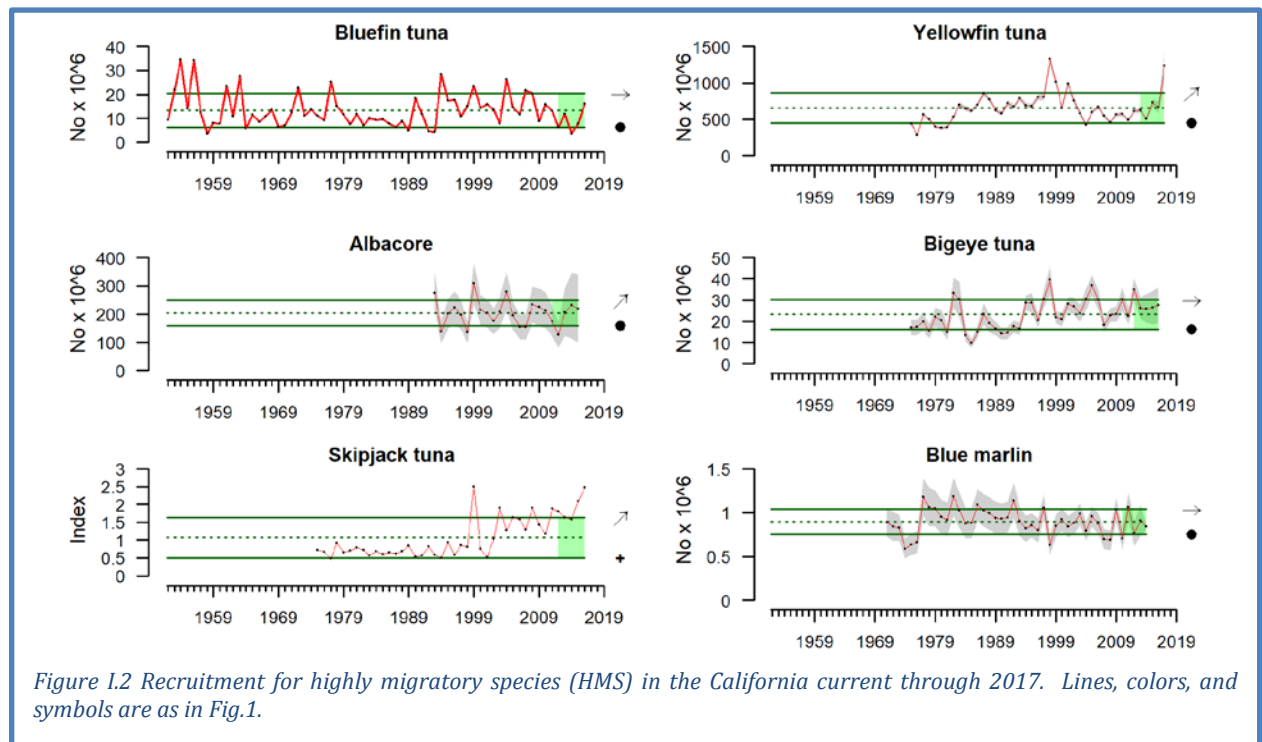 Bluefin tuna
No x 10^6
40
30
20
10
0
1959 1969 1979 1989 1999 2009 2019
Yellowfin tuna
No x 10^6
1500
1000
500
0
1959 1969 1979 1989 1999 2009 2019
Albacore
No x 10^6
400
300
200
100
0
1959 1969 1979 1989 1999 2009 2019
Bigeye tuna
No x 10^6
50
40
30
20
10
0
1959 1969 1979 1989 1999 2009 2019
Skipjack tuna
Index
3
2.5
2
1.5
1
0.5
0
1959 1969 1979 1989 1999 2009 2019
Blue marlin
No x 10^6
1.5
1
0.5
0
1959 1969 1979 1989 1999 2009 2019
Figure I.2 Recruitment for highly migratory species (HMS) in the California current through 2017. Lines, colors, and
symbols are as in Fig.1.